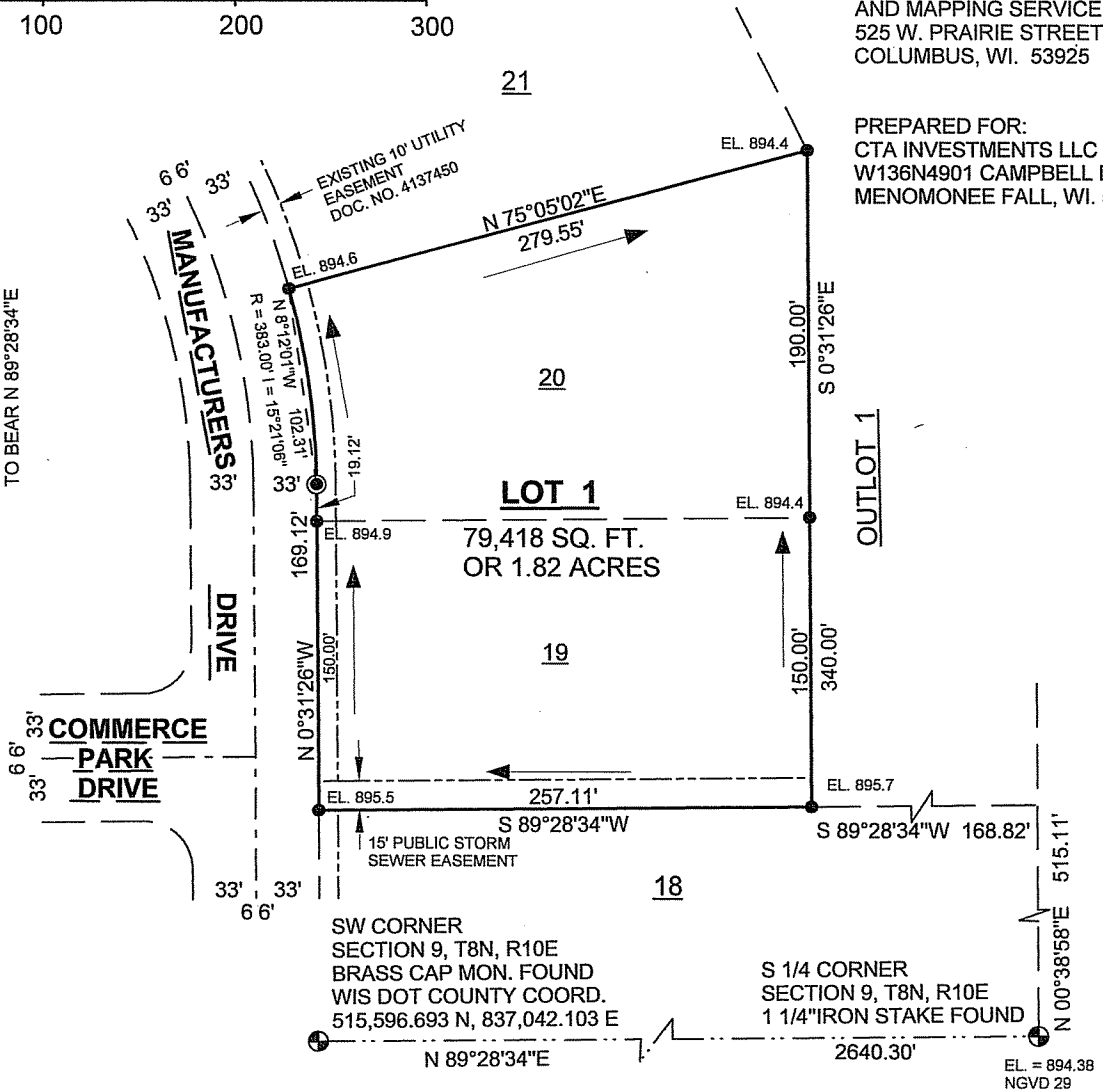 100 200 300
AND MAPPING SERVICE
525 W. PRAIRIE STREET
COLUMBUS, WI. 53925
PREPARED FOR:
CTA INVESTMENTS LLC
W136N4901 CAMPBELL
MENOMONEE FALL, WI.
21
EXISTING 10' UTILITY
EASEMENT
DOC. NO. 4137450
66'
33'
33'
MANUFACTURERS
DRIVE
33'
33'
TO BEAR N 89°28'34"E
EL. 894.4
N 75°05'02"E
279.55'
EL. 894.6
N 8°12'01"W 102.31'
R = 383.00' I = 15°21'06"
19.12'
190.00'
S 0°31'26"E
20
OUTLOT 1
LOT 1
79,418 SQ. FT.
OR 1.82 ACRES
EL. 894.4
EL. 894.9
169.12'
150.00'
N 0°31'26"W
19
150.00'
340.00'
COMMERCE
PARK
DRIVE
33'
66'
33'
EL. 895.5
257.11'
S 89°28'34"W
EL. 895.7
S 89°28'34"W 168.82'
15' PUBLIC STORM
SEWER EASEMENT
33' 33'
66'
18
515.11'
N 00°38'58"E
SW CORNER
SECTION 9, T8N, R10E
BRASS CAP MON. FOUND
WIS DOT COUNTY COORD.
515,596.693 N, 837,042.103 E
S 1/4 CORNER
SECTION 9, T8N, R10E
1 1/4"IRON STAKE FOUND
N 89°28'34"E
2640.30'
EL. = 894.38
NGVD 29